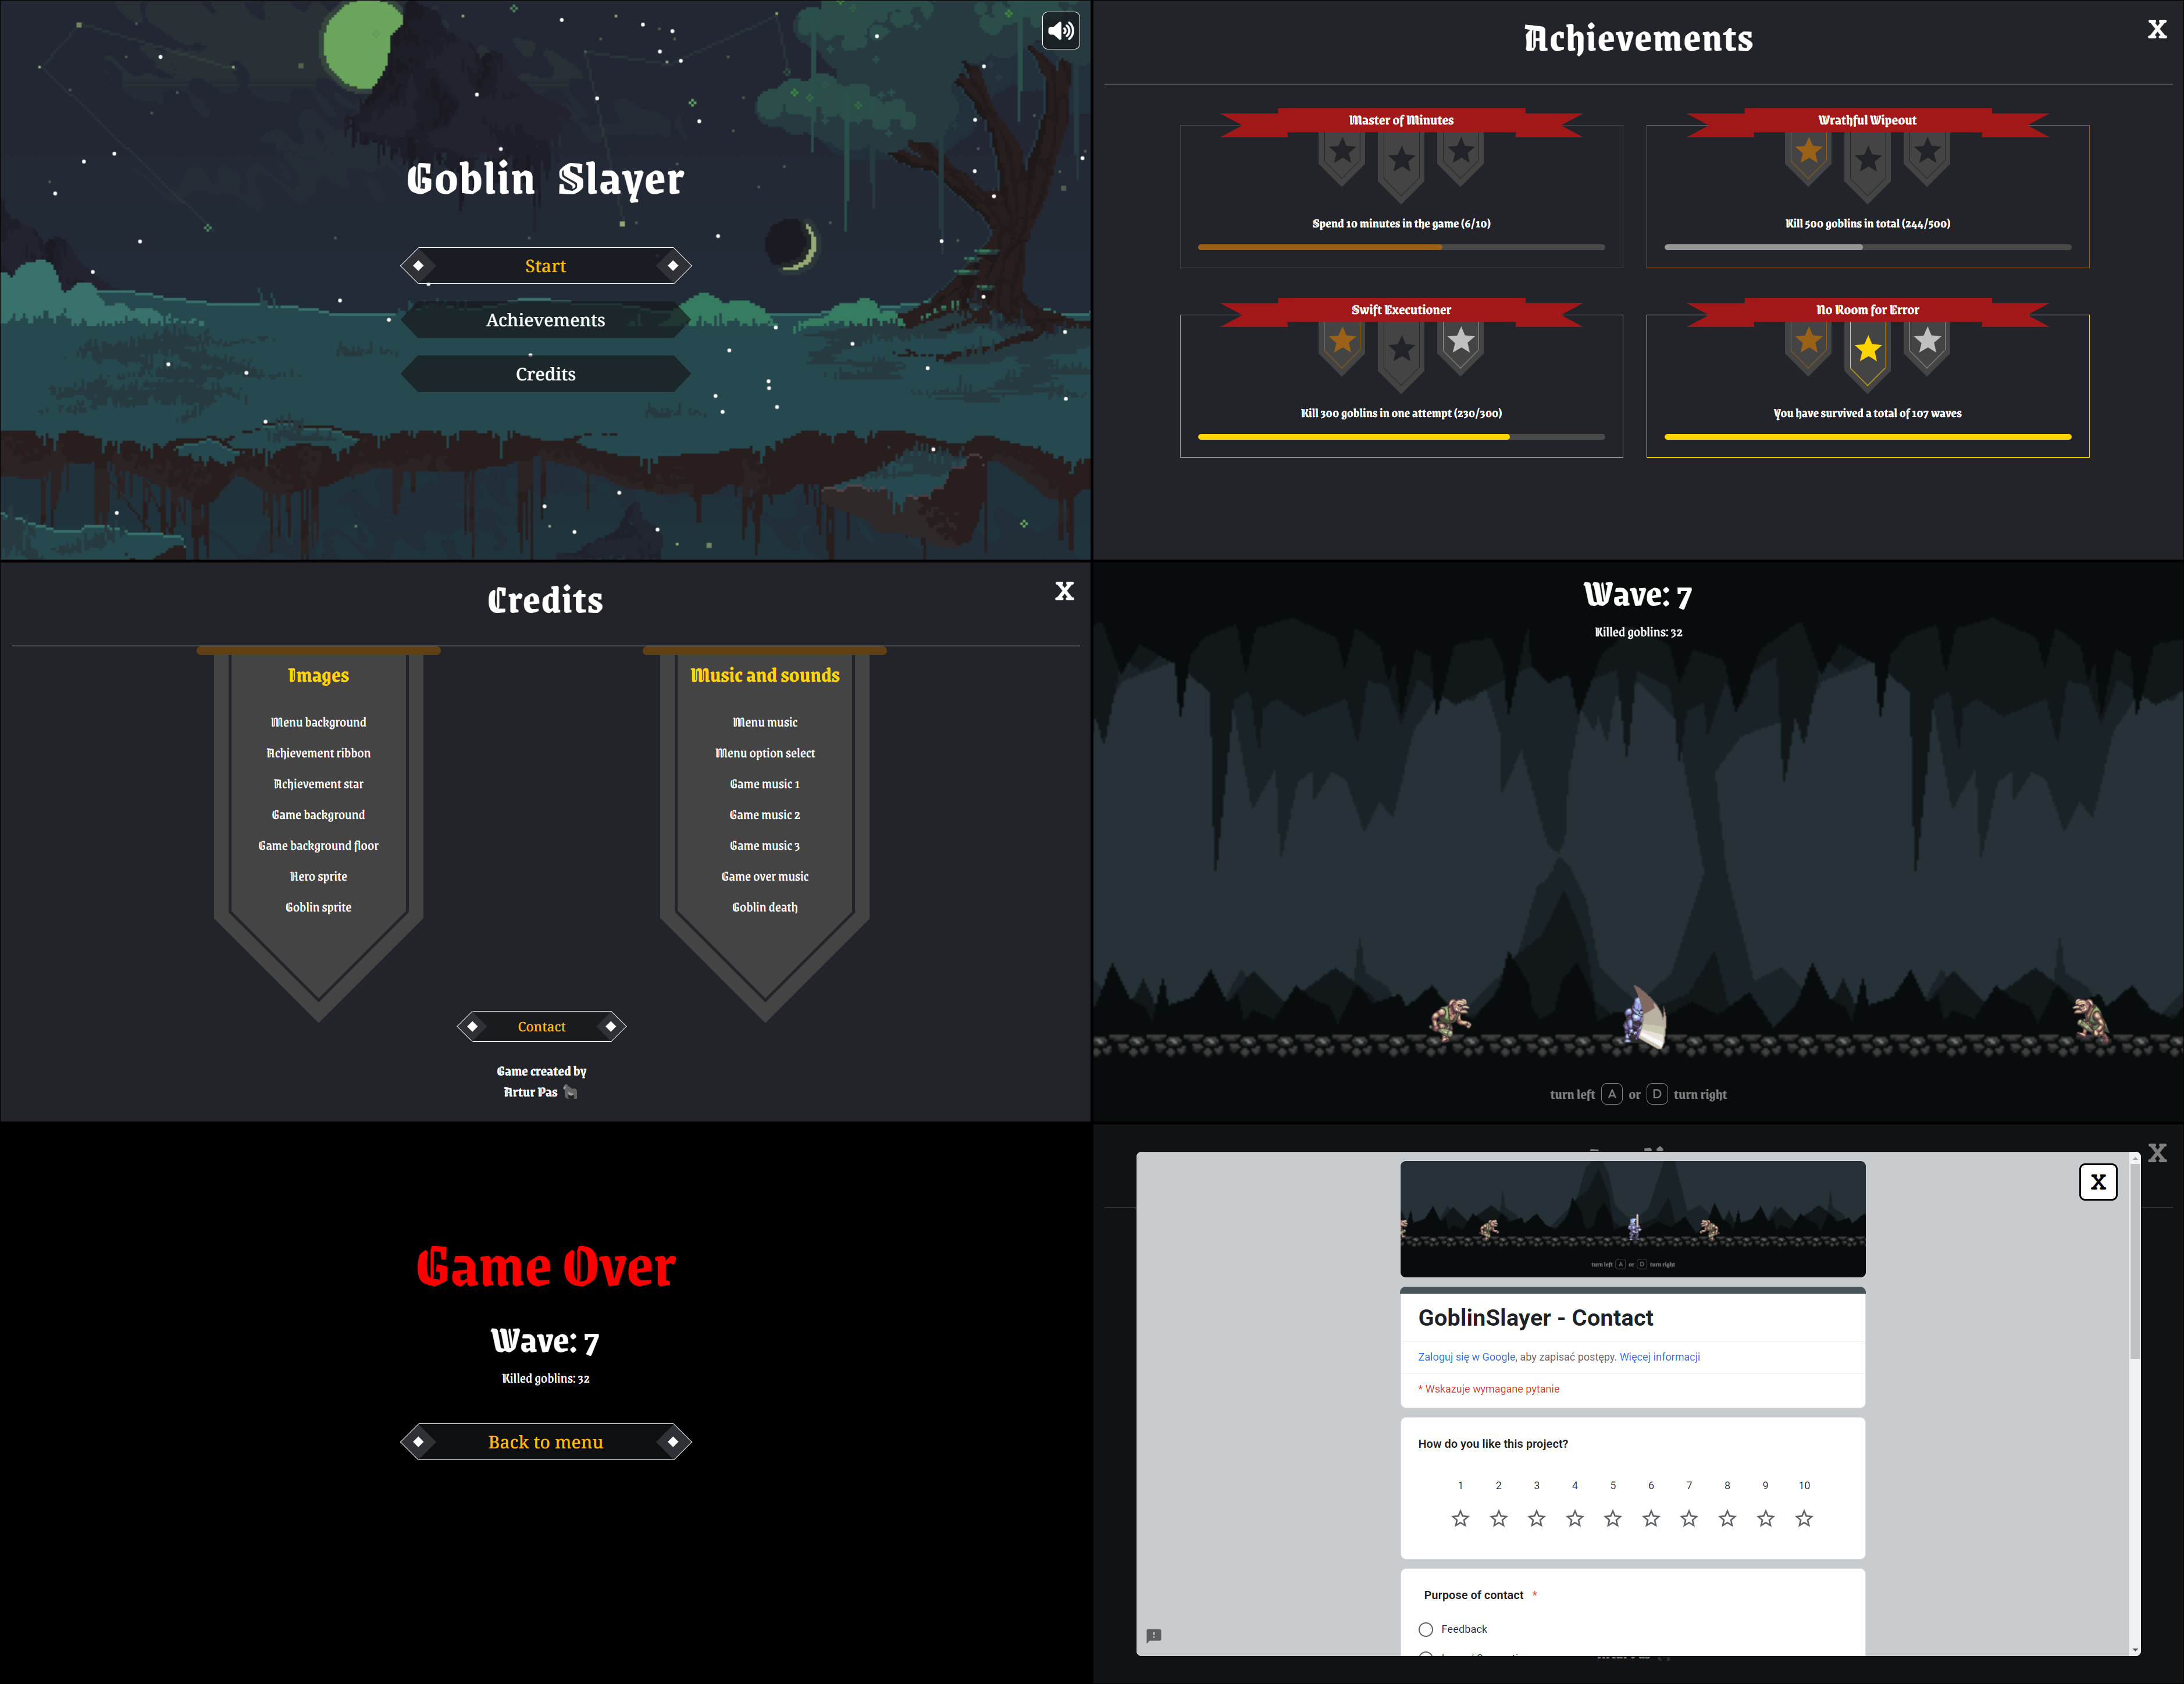 Goblin Slayer
Start
Achievements
Credits
Achievements
X
Master of Minutes
Spend 10 minutes in the game (6/10)
Wrathful Wipeout
Kill 500 goblins in total (244/500)
Swift Executioner
Kill 300 goblins in one attempt (230/300)
No Room for Error
You have survived a total of 107 waves
Credits
X
Images
Menu background
Achievement ribbon
Achievement star
Game background
Game background floor
Hero sprite
Goblin sprite
Music and sounds
Menu music
Menu option select
Game music 1
Game music 2
Game music 3
Game over music
Goblin death
Contact
Game created by
Artur Pas
Wave: 7
Killed goblins: 32
turn left A or D turn right
Game Over
Wave: 7
Killed goblins: 32
Back to menu
X
X
turn left A or D turn right
GoblinSlayer - Contact
Zaloguj się w Google, aby zapisać postępy. Więcej informacji
* Wskazuje wymagane pytanie
How do you like this project?
1 2 3 4 5 6 7 8 9 10
Purpose of contact *
Feedback